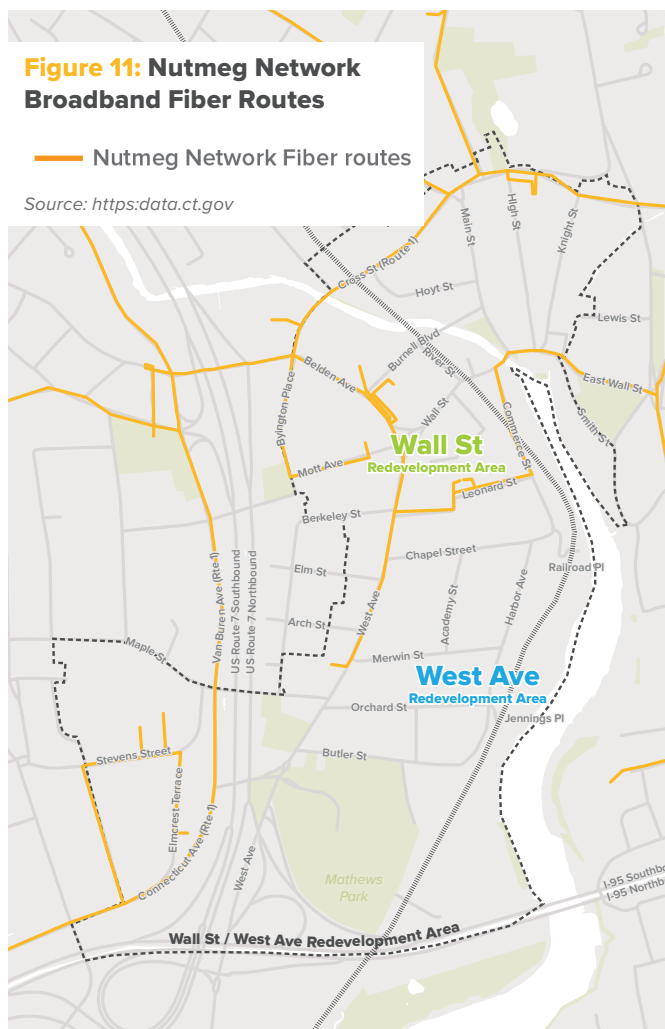 Figure 11: Nutmeg Network
Broadband Fiber Routes
Nutmeg Network Fiber routes
Source: https:data.ct.gov
Cross St (Route 1)
Main St
High St
Knight St
Hoyt St
Lewis St
Burnell Blvd
River St
Belden Ave
Byington Place
Wall St
East Wall St
Smith St
Commerce St
Wall St
Redevelopment Area
Mott Ave
Leonard St
Berkeley St
Chapel Street
Railroad Pl
Elm St
Van Buren Ave (Rte 1)
US Route 7 Southbound
US Route 7 Northbound
West Ave
Academy St
Harbor Ave
Arch St
Maple St
Merwin St
West Ave
Redevelopment Area
Orchard St
Jennings Pl
Stevens Street
Butler St
Elmcrest Terrace
Connecticut Ave (Rte 1)
West Ave
Mathews
Park
I-95 Southbo
I-95 Northb
Wall St / West Ave Redevelopment Area